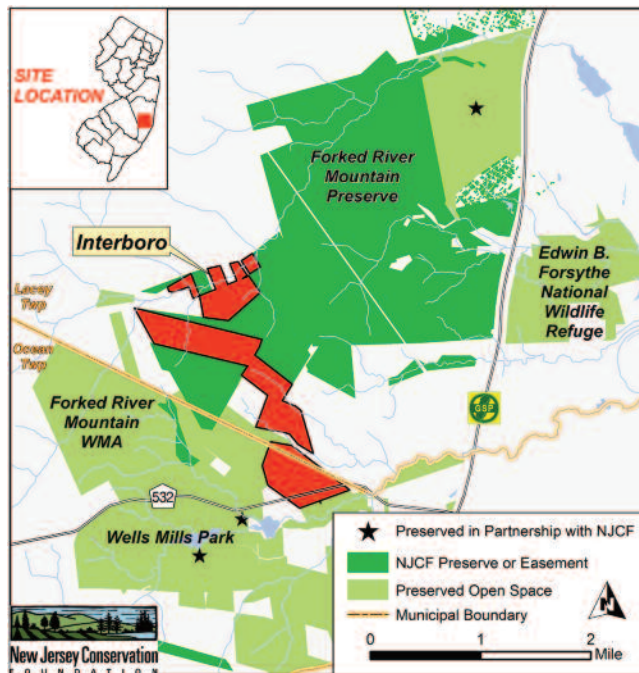 SITE
LOCATION
Forked River
Mountain
Preserve
Interboro
Edwin B.
Forsythe
National
Wildlife
Refuge
Lacey
Twp
Ocean
Twp
Forked River
Mountain
WMA
GSP
532
Wells Mills Park
Preserved in Partnership with NJCF
NJCF Preserve or Easement
Preserved Open Space
Municipal Boundary
N
0 1 2
Mile
New Jersey Conservation
FOUNDATION